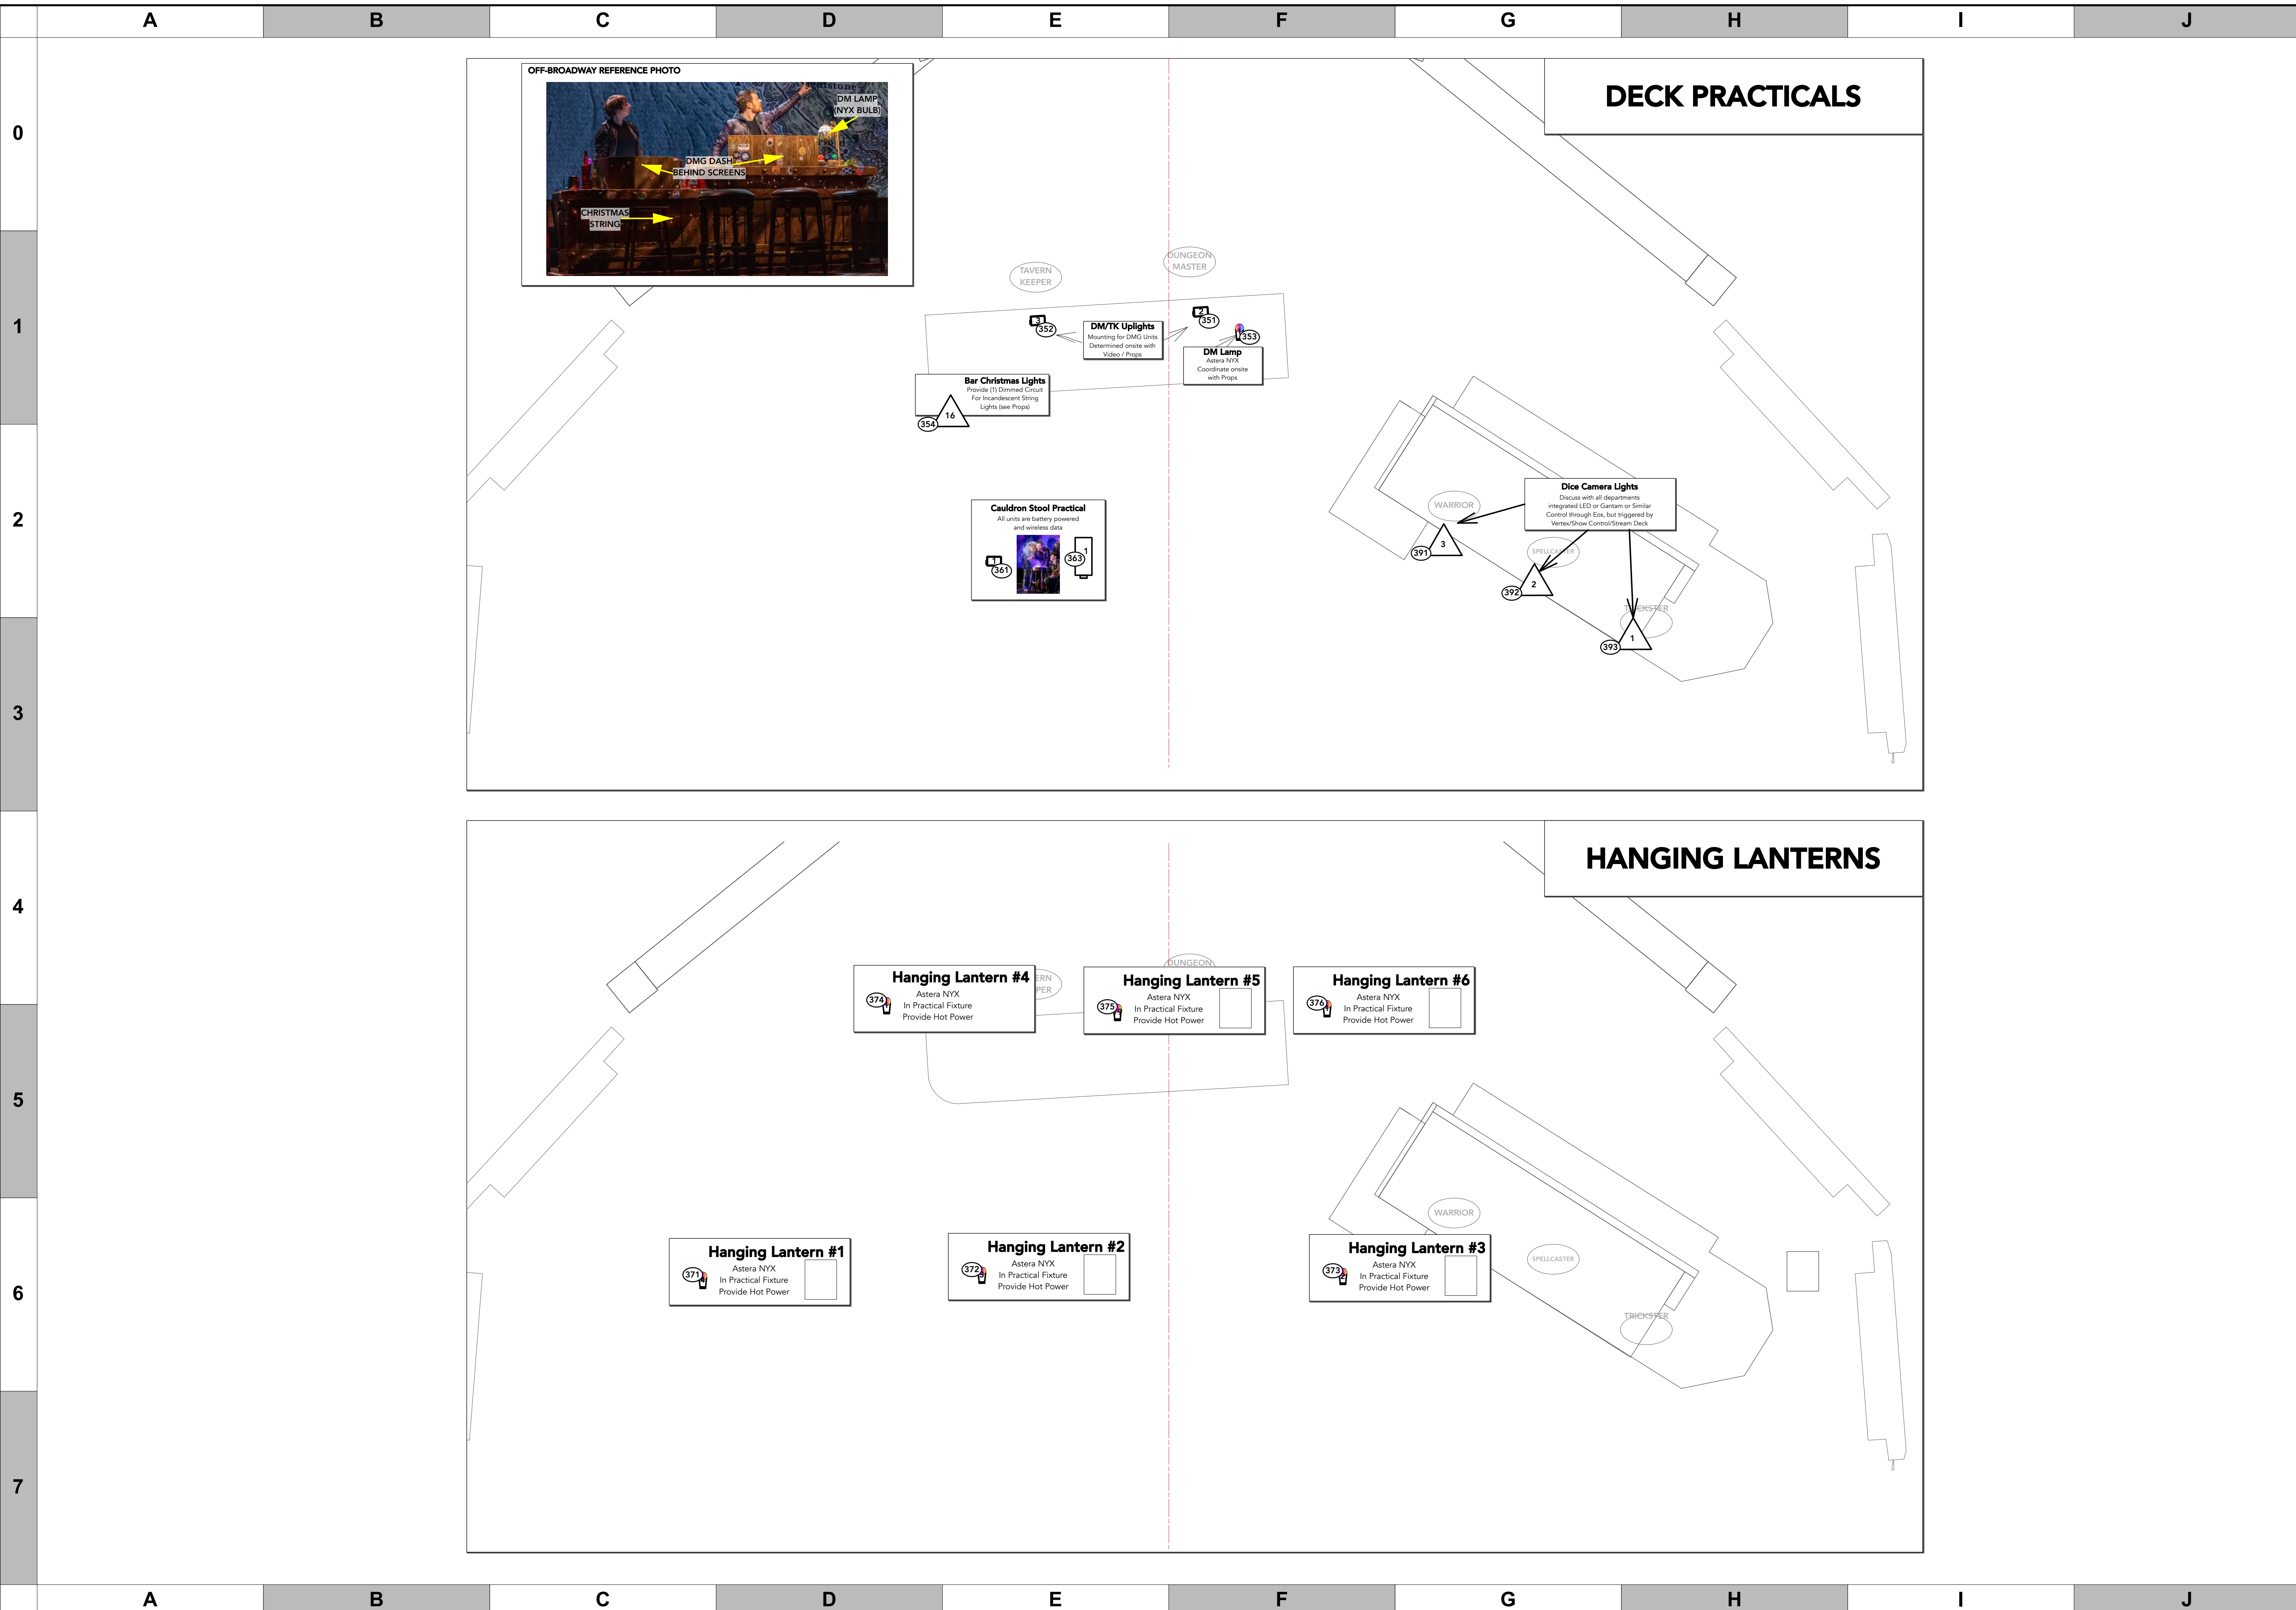 A B C D E F G H I J
0
1
2
3
4
5
6
7
OFF-BROADWAY REFERENCE PHOTO
DM LAMP
(NYX BULB)
DMG DASH
BEHIND SCREENS
CHRISTMAS
STRING
DECK PRACTICALS
TAVERN
KEEPER
DUNGEON
MASTER
3
352
2
351
353
DM/TK Uplights
Mounting for DMG Units
Determined onsite with
Video / Props
DM Lamp
Astera NYX
Coordinate onsite
with Props
Bar Christmas Lights
Provide (1) Dimmed Circuit
For Incandescent String
Lights (see Props)
16
354
Cauldron Stool Practical
All units are battery powered
and wireless data
1
361
1
363
Dice Camera Lights
Discuss with all departments
integrated LED or Gantam or Similar
Control through Eos, but triggered by
Vertex/Show Control/Stream Deck
WARRIOR
3
391
SPELLCASTER
2
392
TRICKSTER
1
393
HANGING LANTERNS
ERN
PER
DUNGEON
Hanging Lantern #4
Astera NYX
In Practical Fixture
Provide Hot Power
374
Hanging Lantern #5
Astera NYX
In Practical Fixture
Provide Hot Power
375
Hanging Lantern #6
Astera NYX
In Practical Fixture
Provide Hot Power
376
Hanging Lantern #1
Astera NYX
In Practical Fixture
Provide Hot Power
371
Hanging Lantern #2
Astera NYX
In Practical Fixture
Provide Hot Power
372
Hanging Lantern #3
Astera NYX
In Practical Fixture
Provide Hot Power
373
WARRIOR
SPELLCASTER
TRICKSTER
A B C D E F G H I J